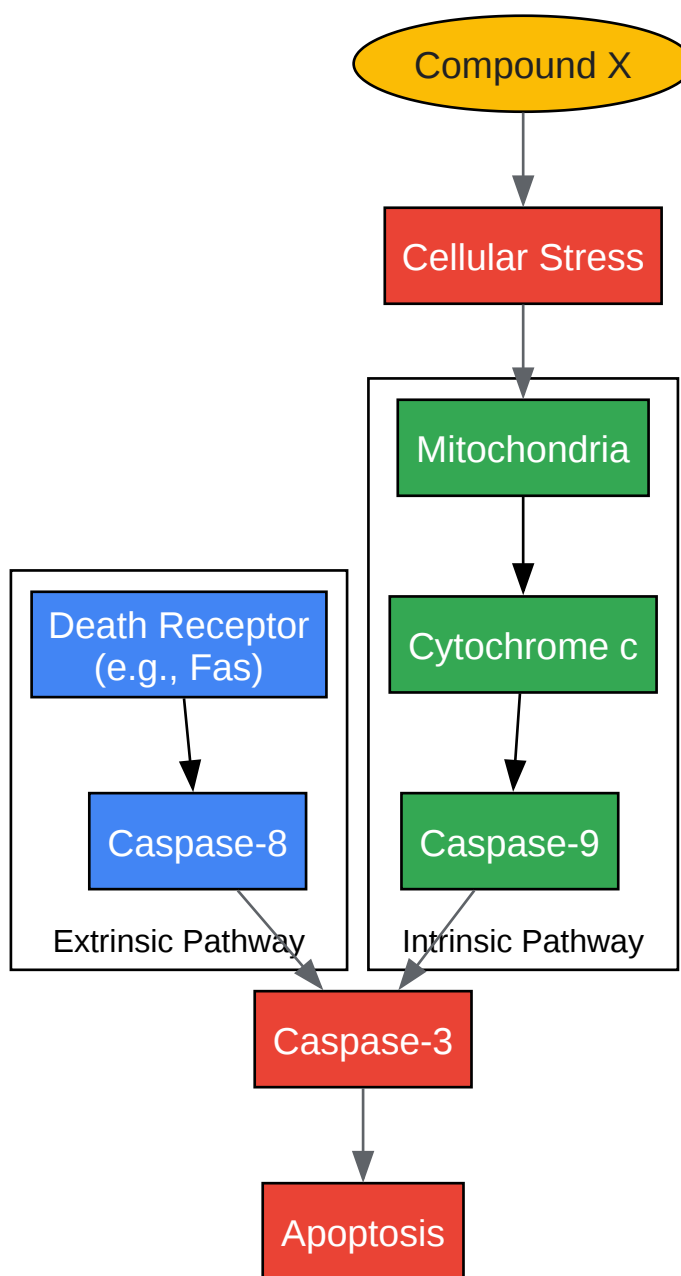 Compound X
Cellular Stress
Mitochondria
Death Receptor
(e.g., Fas)
Cytochrome c
Caspase-8
Caspase-9
Extrinsic Pathway
Intrinsic Pathway
Caspase-3
Apoptosis